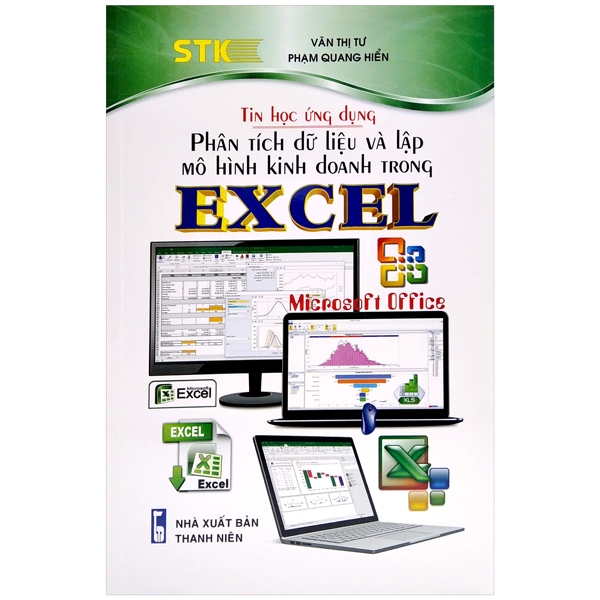 STK
VĂN THỊ TƯ
PHẠM QUANG HIỂN
Tin học ứng dụng
Phân tích dữ liệu và lập
mô hình kinh doanh trong
EXCEL
Microsoft Office
Microsoft
Excel
XLS
EXCEL
Excel
NHÀ XUẤT BẢN
THANH NIÊN